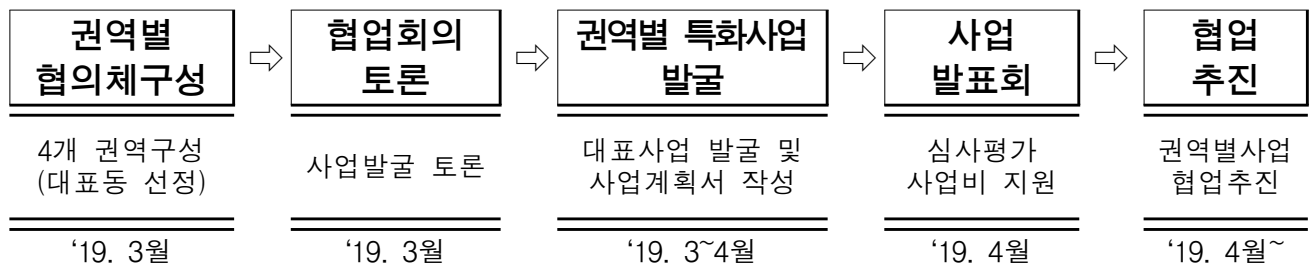 권역별
협의체구성
⇨
협업회의
토론
⇨
권역별 특화사업
발굴
⇨
사업
발표회
⇨
협업
추진
4개 권역구성
(대표동 선정)
사업발굴 토론
대표사업 발굴 및
사업계획서 작성
심사평가
사업비 지원
권역별사업
협업추진
‘19. 3월
‘19. 3월
‘19. 3~4월
‘19. 4월
‘19. 4월~